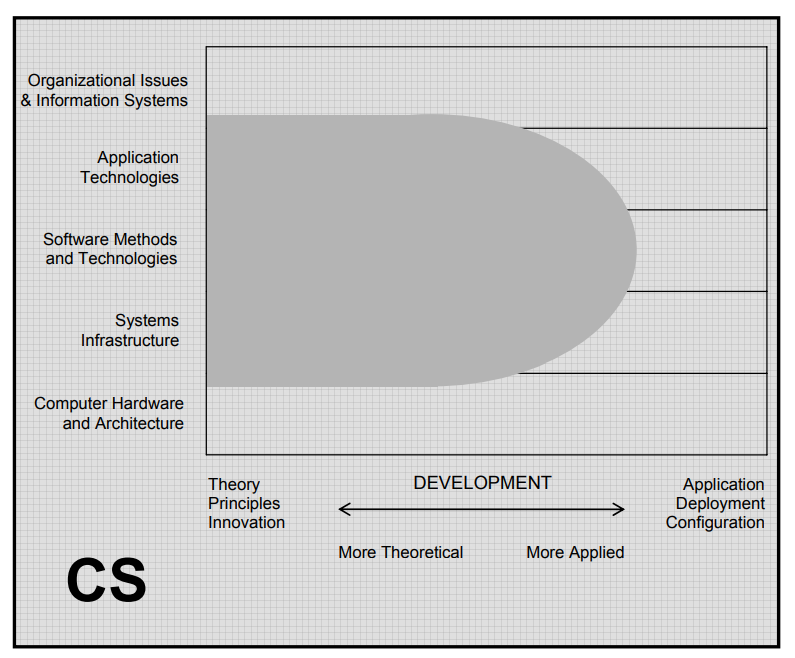 Organizational Issues
& Information Systems
Application
Technologies
Software Methods
and Technologies
Systems
Infrastructure
Computer Hardware
and Architecture
Theory
Principles
Innovation
DEVELOPMENT
Application
Deployment
Configuration
More Theoretical
More Applied
CS